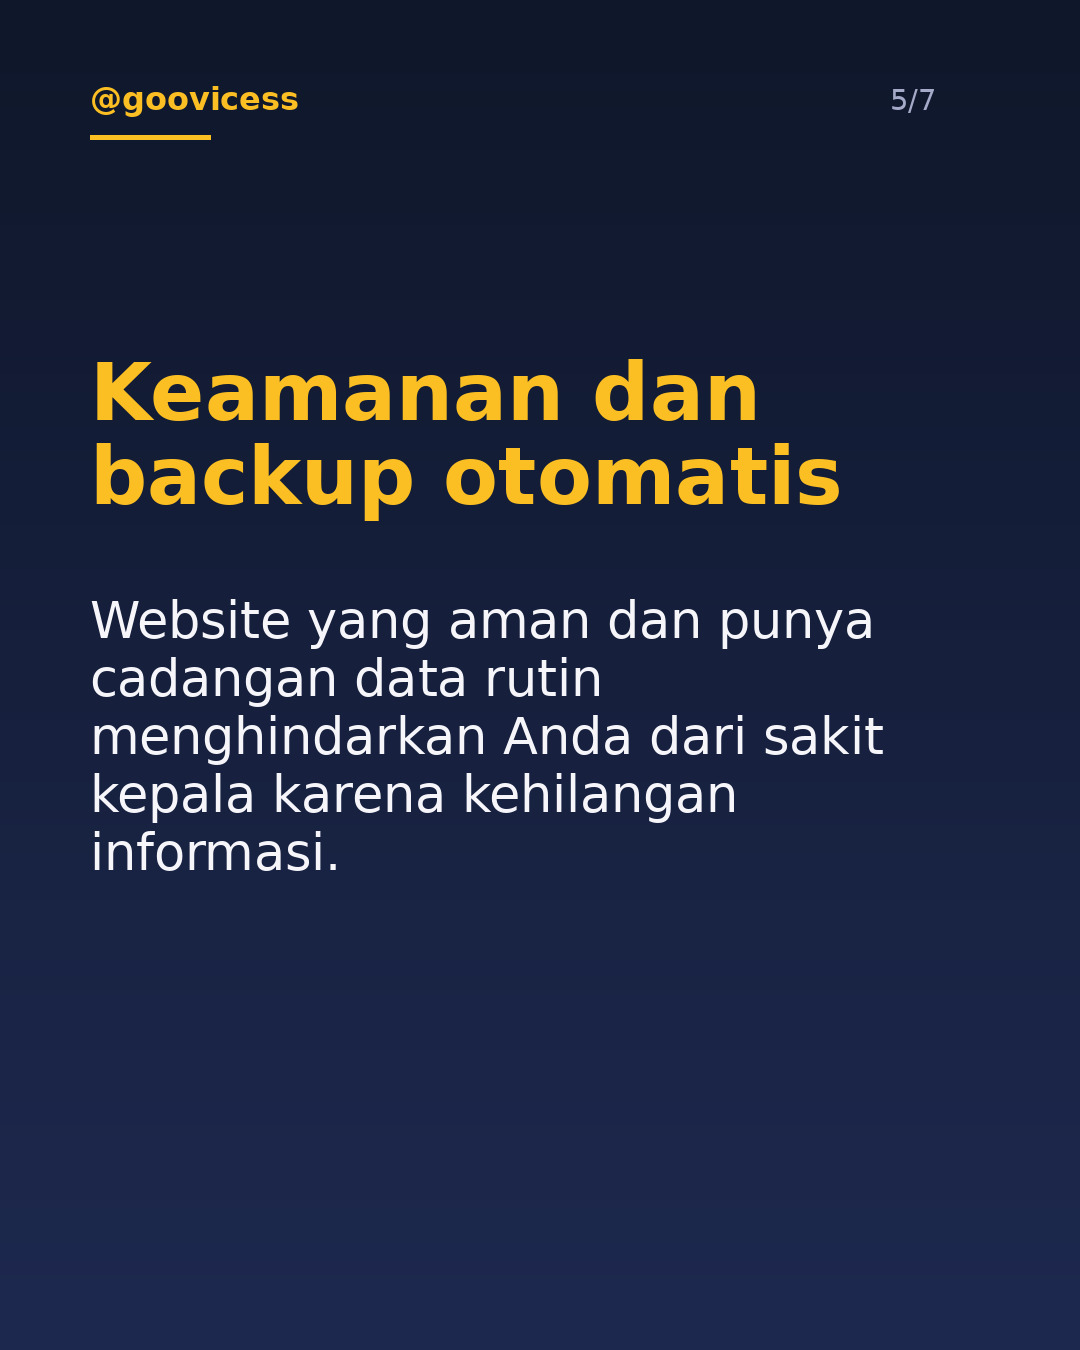 @goovicess
5/7
Keamanan dan
backup otomatis
Website yang aman dan punya
cadangan data rutin
menghindarkan Anda dari sakit
kepala karena kehilangan
informasi.